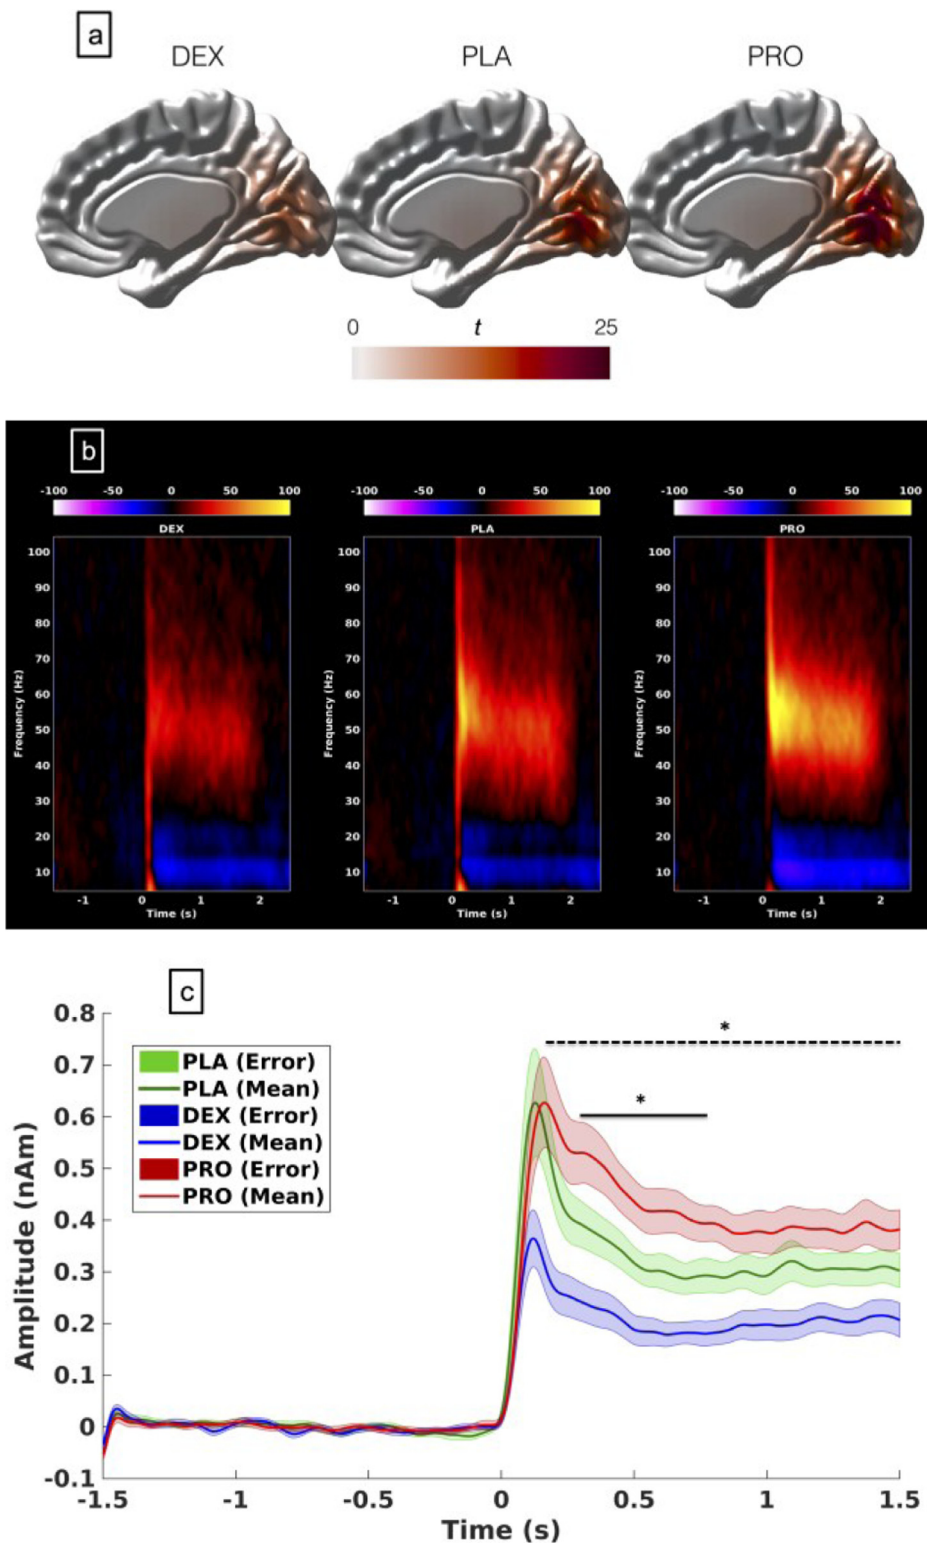 a
DEX PLA PRO
0 t 25
b
-100 -50 0 50 100 -100 -50 0 50 100 -100 -50 0 50 100
DEX PLA PRO
100 100 100
90 90 90
80 80 80
70 70 70
60 60 60
50 50 50
40 40 40
30 30 30
20 20 20
10 10 10
Frequency (Hz) Frequency (Hz) Frequency (Hz)
-1 0 1 2 -1 0 1 2 -1 0 1 2
Time (s) Time (s) Time (s)
c
0.8
0.7
0.6
0.5
0.4
0.3
0.2
0.1
0
-0.1
Amplitude (nAm)
PLA (Error)
PLA (Mean)
DEX (Error)
DEX (Mean)
PRO (Error)
PRO (Mean)
*
*
-1.5 -1 -0.5 0 0.5 1 1.5
Time (s)